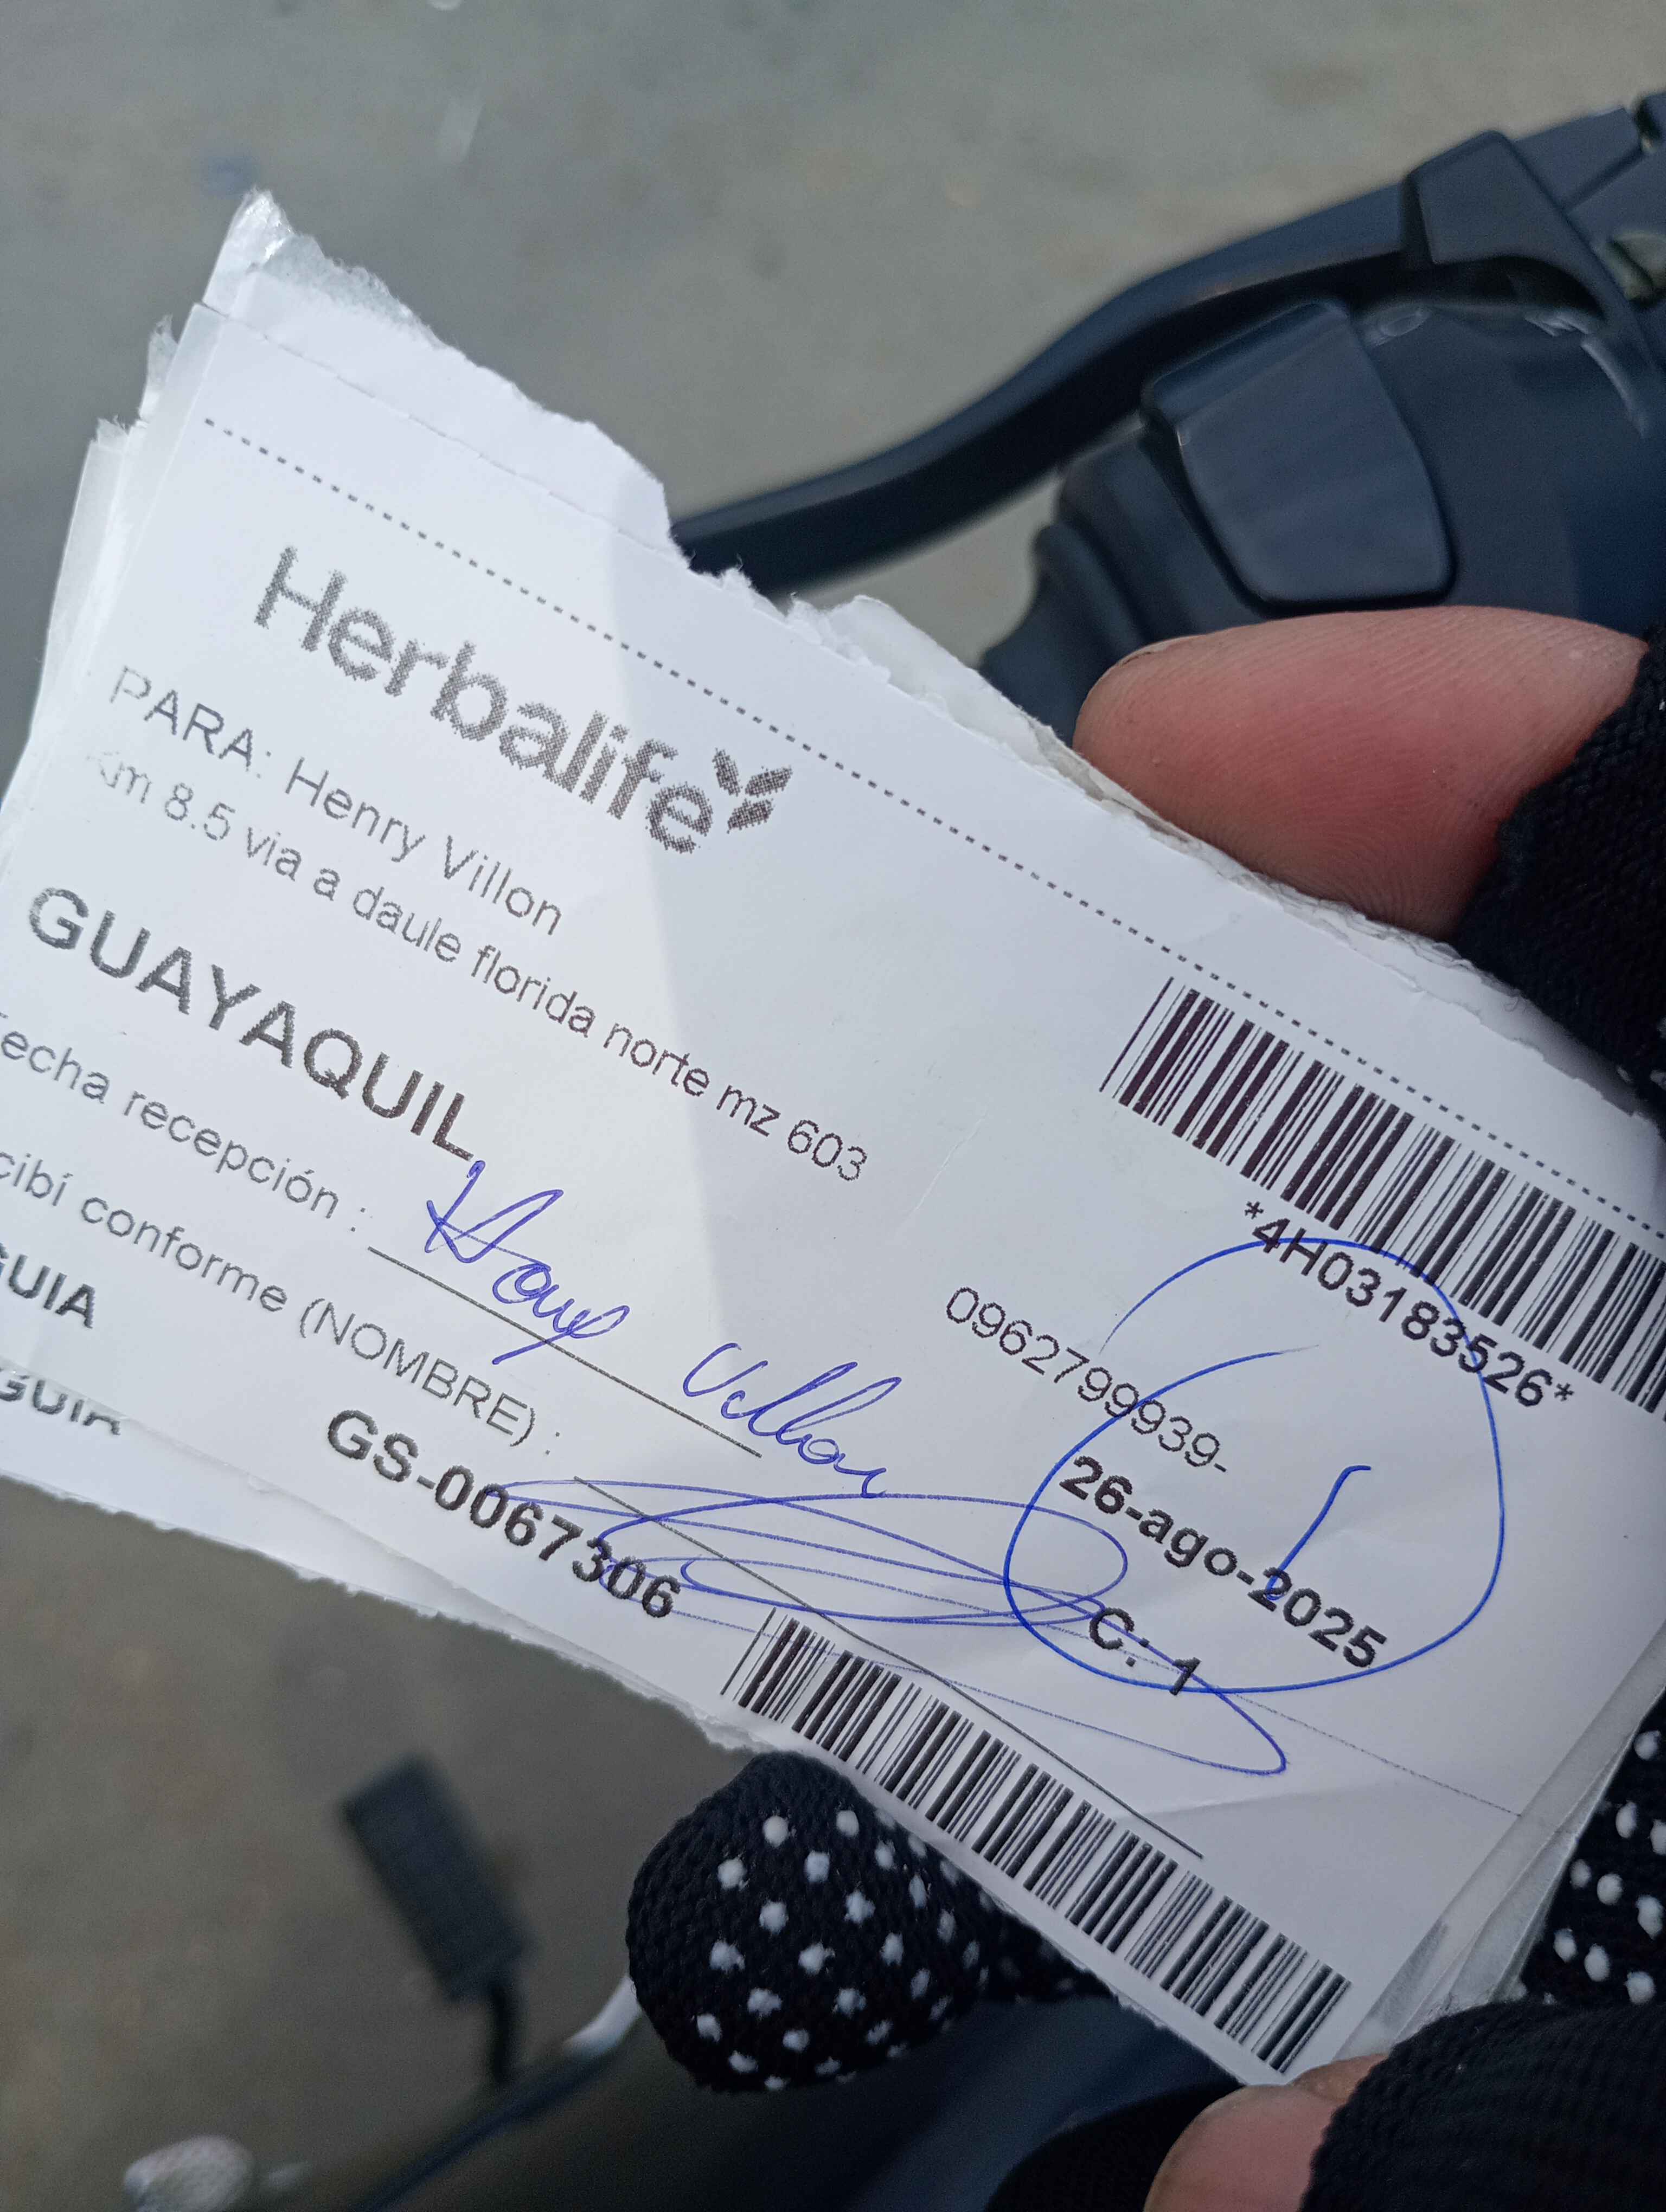 Herbalife
*4H03183526*
PARA: Henry Villon
Km 8.5 via a daule florida norte mz 603
0962799939-
GUAYAQUIL
26-ago-2025
Fecha recepción :
C: 1
cibí conforme (NOMBRE) :
Villon
GUIA
GS-0067306
GUIA